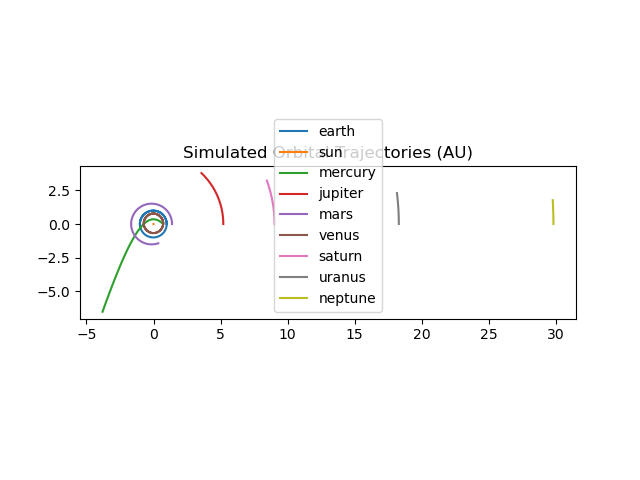 Simulated Orbital Trajectories (AU)
earth
sun
mercury
jupiter
mars
venus
saturn
uranus
neptune
2.5
0.0
−2.5
−5.0
−5
0
5
10
15
20
25
30